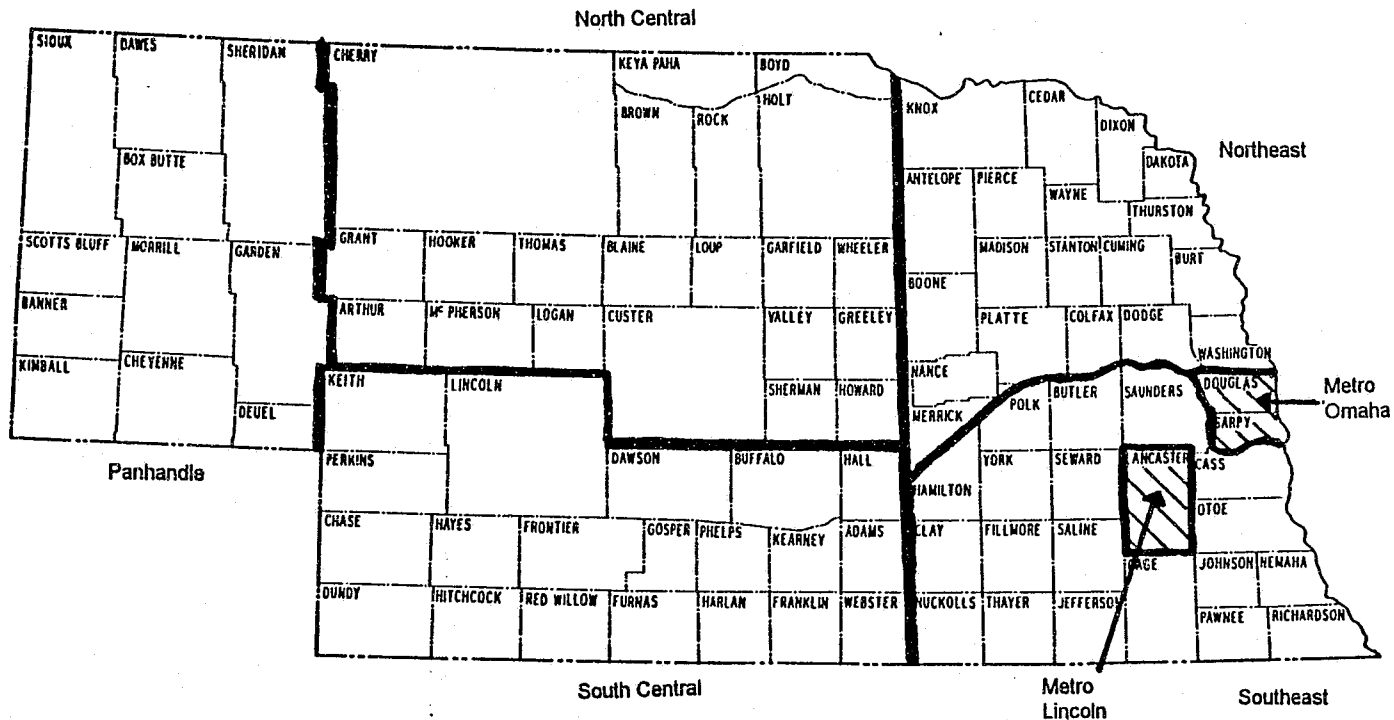 North Central
SIOUX
DAWES
SHERIDAN
CHERRY
KEYA PAHA
BOYD
HOLT
BROWN
ROCK
KNOX
CEDAR
DIXON
DAKOTA
Northeast
BOX BUTTE
ANTELOPE
PIERCE
WAYNE
THURSTON
SCOTTS BLUFF
MORRILL
GARDEN
GRANT
HOOKER
THOMAS
BLAINE
LOUP
GARFIELD
WHEELER
MADISON
STANTON
CUMING
BURT
BOONE
BANNER
ARTHUR
Mc PHERSON
LOGAN
CUSTER
VALLEY
GREELEY
PLATTE
COLFAX
DODGE
WASHINGTON
KIMBALL
CHEYENNE
DEUEL
KEITH
LINCOLN
SHERMAN
HOWARD
NANCE
MERRICK
POLK
BUTLER
SAUNDERS
DOUGLAS
SARPY
Metro
Omaha
Panhandle
PERKINS
DAWSON
BUFFALO
HALL
HAMILTON
YORK
SEWARD
LANCASTER
CASS
OTOE
CHASE
HAYES
FRONTIER
GOSPER
PHELPS
KEARNEY
ADAMS
CLAY
FILLMORE
SALINE
GAGE
JOHNSON
NEMAHA
DUNDY
HITCHCOCK
RED WILLOW
FURNAS
HARLAN
FRANKLIN
WEBSTER
NUCKOLLS
THAYER
JEFFERSON
PAWNEE
RICHARDSON
South Central
Metro
Lincoln
Southeast